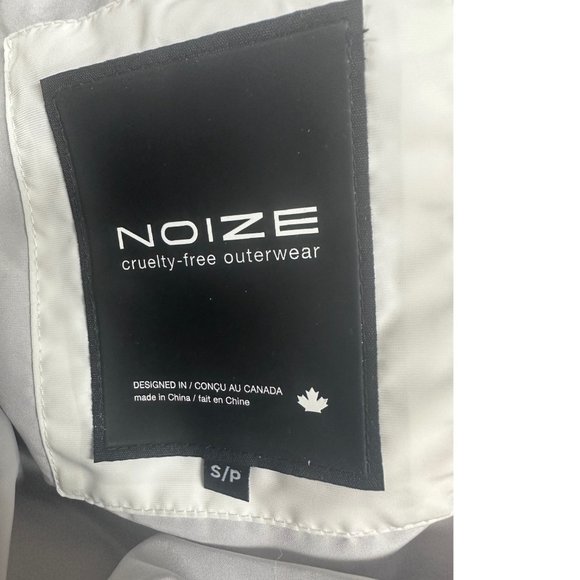 NOIZE
cruelty-free outerwear
DESIGNED IN / CONÇU AU CANADA
made in China / fait en Chine
S/P